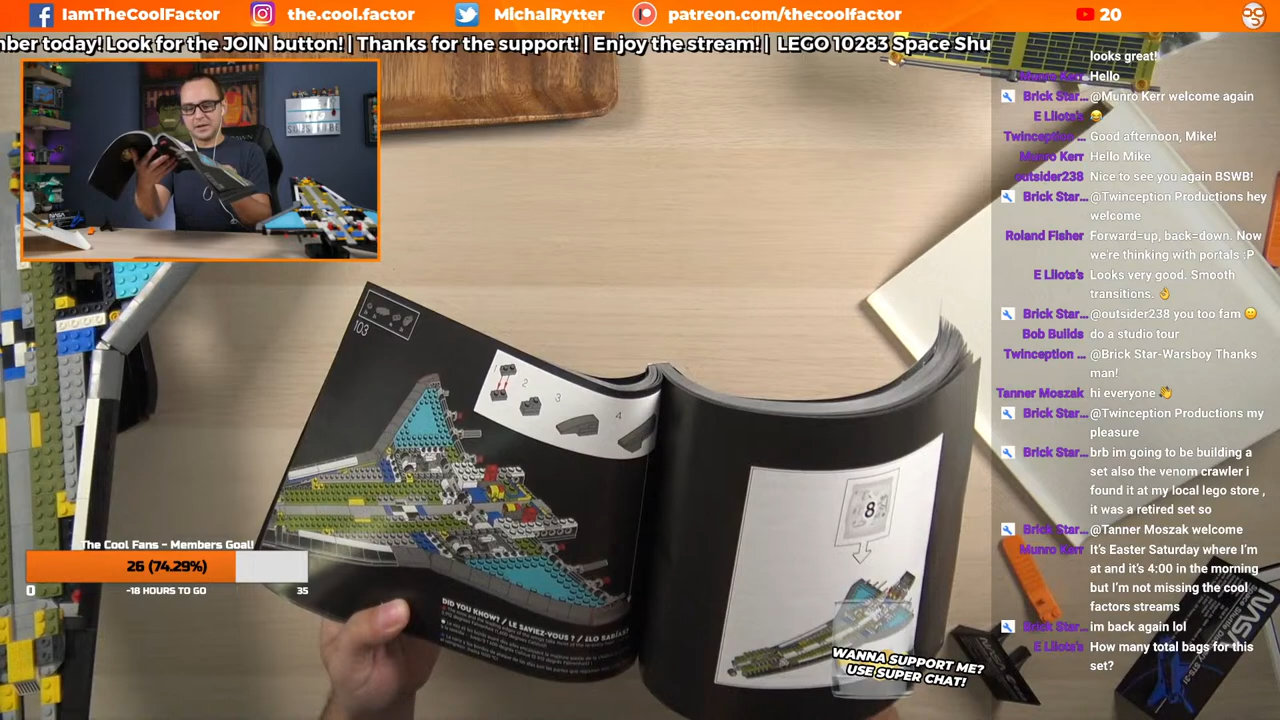 IamTheCoolFactor
the.cool.factor
MichalRytter
patreon.com/thecoolfactor
20
nber today! Look for the JOIN button! | Thanks for the support! | Enjoy the stream! | LEGO 10283 Space Shu
looks great!
Munro Kerr Hello
Brick Star... @Munro Kerr welcome again
E Lliota's 😂
Twinception ... Good afternoon, Mike!
Munro Kerr Hello Mike
outsider238 Nice to see you again BSWB!
Brick Star... @Twinception Productions hey
welcome
Roland Fisher Forward=up, back=down. Now
we're thinking with portals :P
E Lliota's Looks very good. Smooth
transitions. 👌
Brick Star... @outsider238 you too fam 🙂
Bob Builds do a studio tour
Twinception ... @Brick Star-Warsboy Thanks
man!
Tanner Moszak hi everyone 👋
Brick Star... @Twinception Productions my
pleasure
Brick Star... brb im going to be building a
set also the venom crawler i
found it at my local lego store ,
it was a retired set so
Brick Star... @Tanner Moszak welcome
Munro Kerr It's Easter Saturday where I'm
at and it's 4:00 in the morning
but I'm not missing the cool
factors streams
Brick Star... im back again lol
E Lliota's How many total bags for this
set?
SUBSCRIBE
103
2
3
4
8
DID YOU KNOW? / LE SAVIEZ-VOUS ? / ¿LO SABÍAS?
The Cool Fans - Members Goal!
26 (74.29%)
0
-18 HOURS TO GO
35
WANNA SUPPORT ME?
USE SUPER CHAT!
NASA